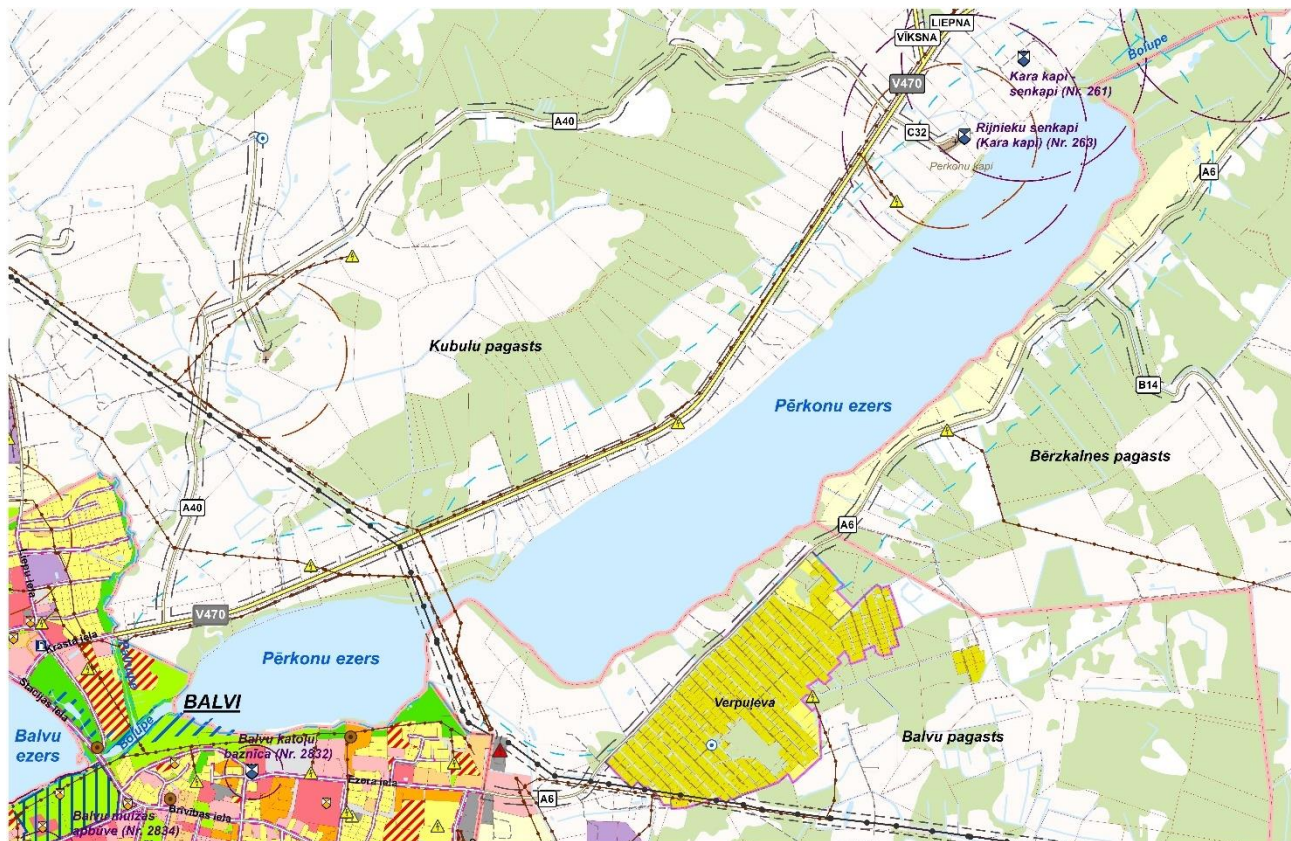 LIEPNA
VĪKSNA
Bolupe
Kara kapi -
senkapi (Nr. 261)
V470
A40
C32
Rijnieku senkapi
(Kara kapi) (Nr. 263)
Pērkonu kapi
A6
Kubulu pagasts
B14
Pērkonu ezers
Bērzkalnes pagasts
A40
A6
Liepu iela
V470
Krasta iela
Pērkonu ezers
Stacijas iela
BALVI
Verpuļeva
Bolupe
Balvu
ezers
Balvu katoļu
baznīca (Nr. 2832)
Balvu pagasts
Ezera iela
A6
Brīvības iela
Balvu muižas
apbūve (Nr. 2834)